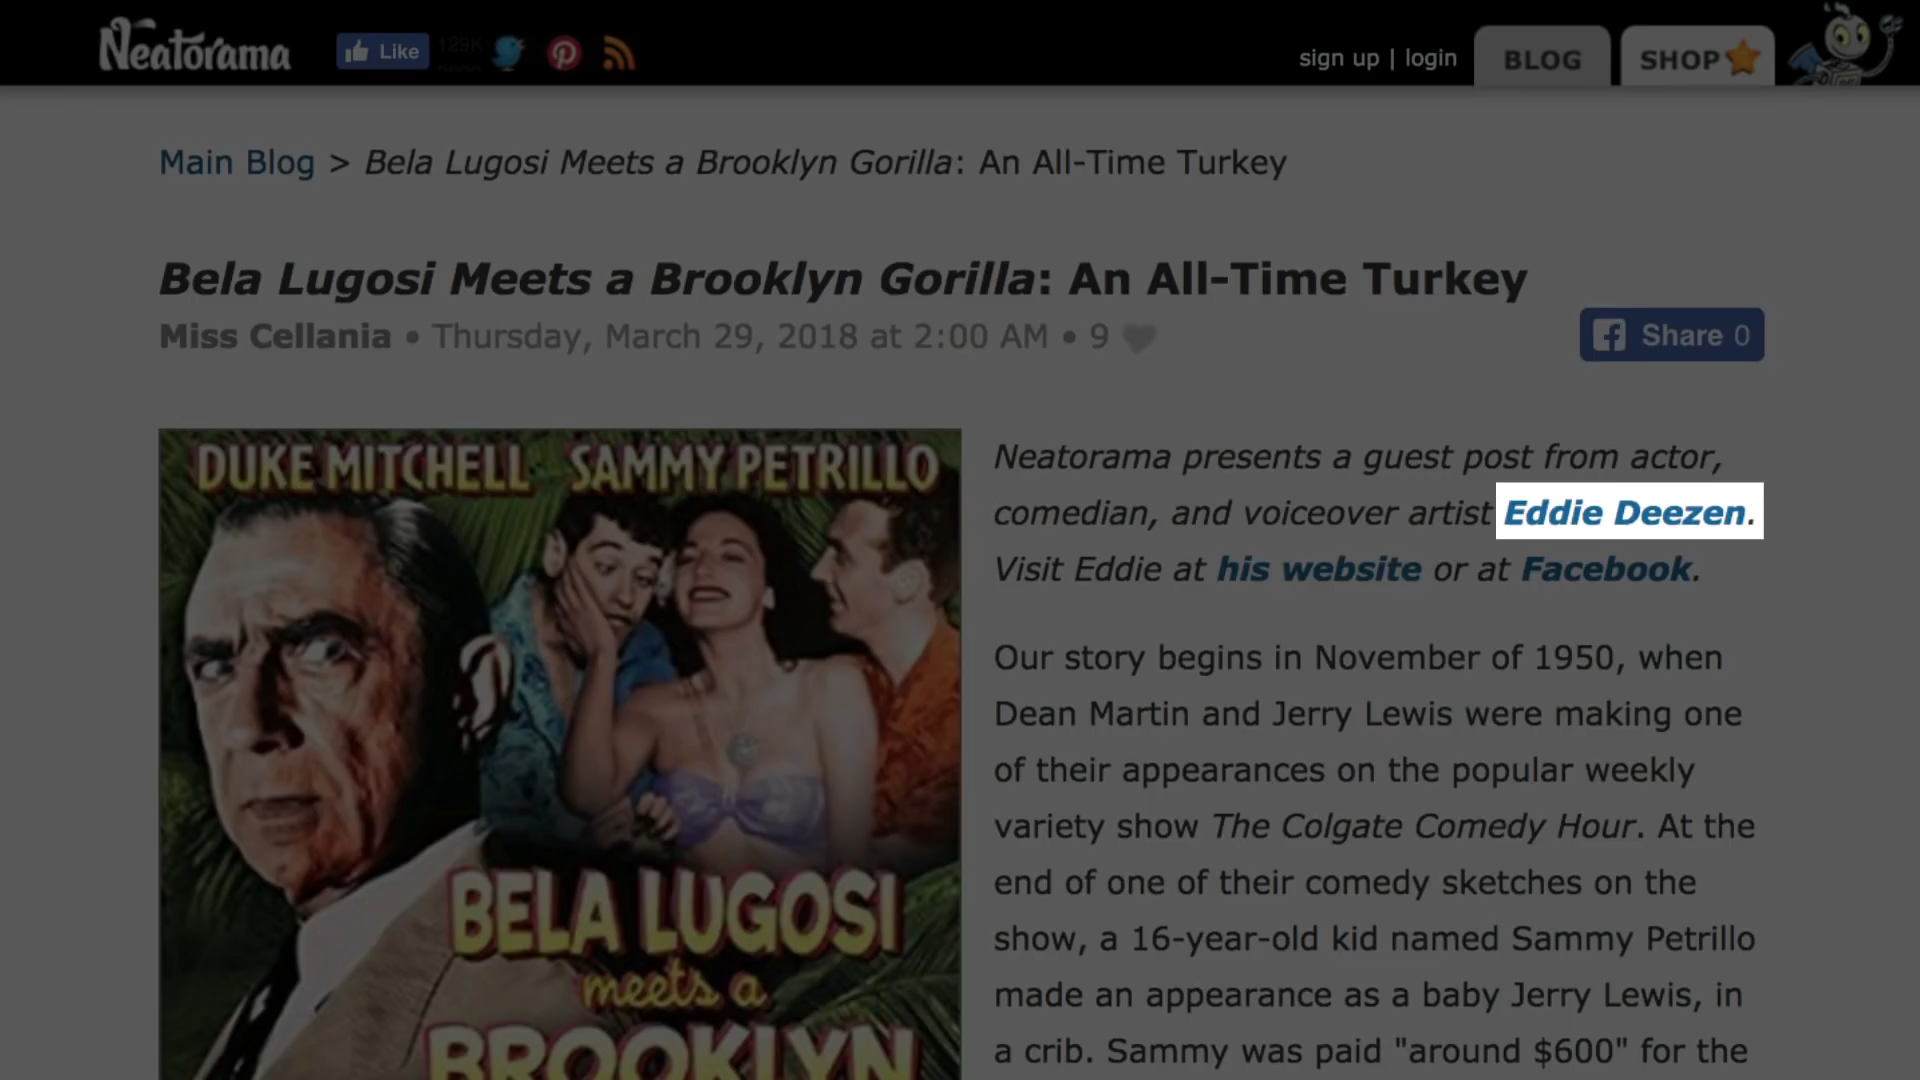 Neatorama
Like
129K
sign up | login
BLOG
SHOP
Main Blog > Bela Lugosi Meets a Brooklyn Gorilla: An All-Time Turkey
Bela Lugosi Meets a Brooklyn Gorilla: An All-Time Turkey
Miss Cellania • Thursday, March 29, 2018 at 2:00 AM • 9
Share 0
DUKE MITCHELL SAMMY PETRILLO
BELA LUGOSI
meets a
BROOKLYN
Neatorama presents a guest post from actor,
comedian, and voiceover artist Eddie Deezen.
Visit Eddie at his website or at Facebook.
Our story begins in November of 1950, when
Dean Martin and Jerry Lewis were making one
of their appearances on the popular weekly
variety show The Colgate Comedy Hour. At the
end of one of their comedy sketches on the
show, a 16-year-old kid named Sammy Petrillo
made an appearance as a baby Jerry Lewis, in
a crib. Sammy was paid "around $600" for the